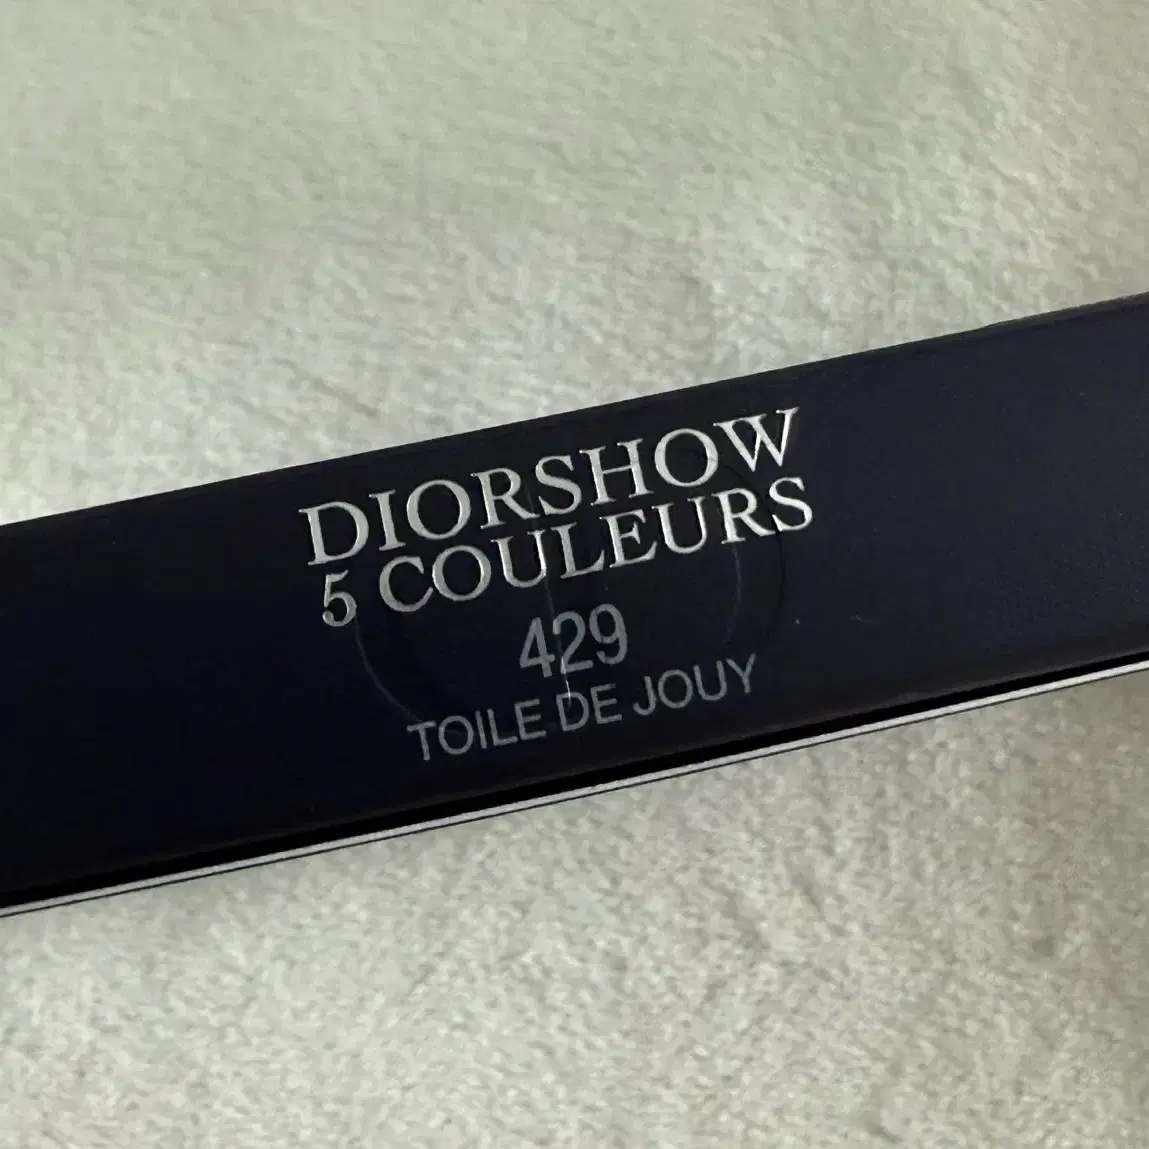 DIORSHOW
5 COULEURS
429
TOILE DE JOUY